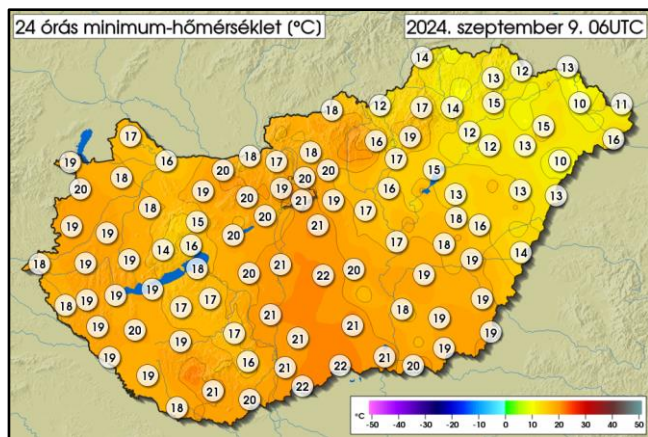 24 órás minimum-hőmérséklet (°C)
2024. szeptember 9. 06UTC
14
13 12 13
18 12 17 14 15 10 11
17 16 19 12 12 13 15 16
19 16 20 18 17 18 17 15 10
20 18 19 20 19 20 20 16 13 13 13
18 20 21 19 17 18 16
19 19 15 20 21 17 18 14
18 19 19 14 16 18 20 21 22 20 19 19
18 19 19 19 17 17 18 19 19
19 20 19 17 21 21 21 19 19
19 19 16 21 22 21 20
18 21 20 22
°C
-50 -40 -30 -20 -10 0 10 20 30 40 50